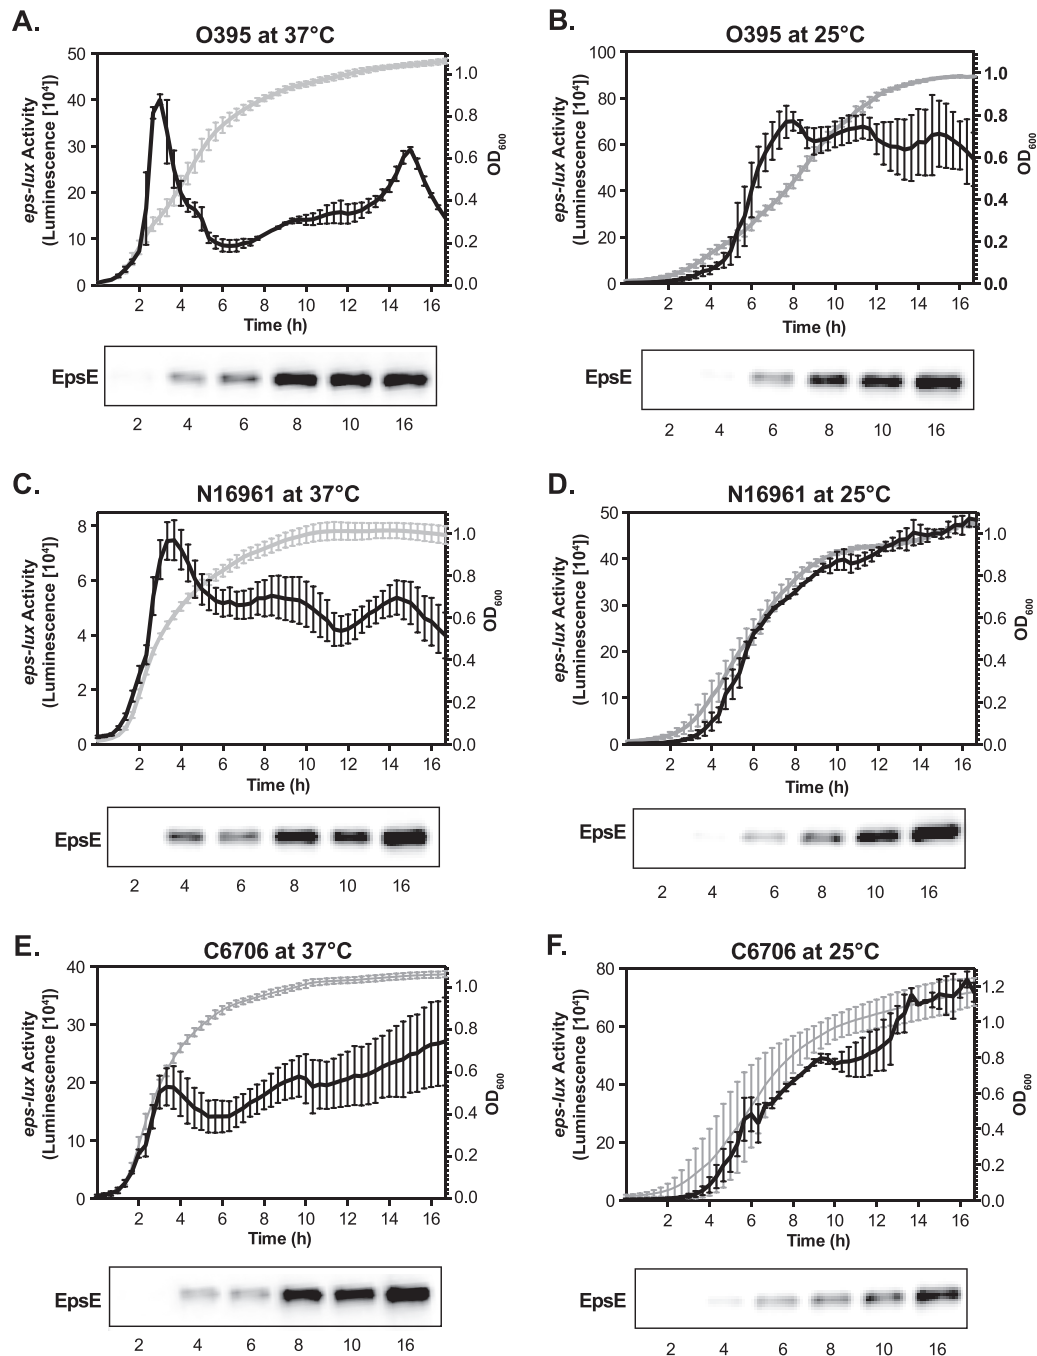 A.
O395 at 37°C
eps-lux Activity
(Luminescence [10⁴])
50
40
30
20
10
0
1.0
0.8
0.6
0.4
0.2
0.0
OD₆₀₀
2 4 6 8 10 12 14 16
Time (h)
EpsE
2 4 6 8 10 16
B.
O395 at 25°C
eps-lux Activity
(Luminescence [10⁴])
100
80
60
40
20
0
1.0
0.8
0.6
0.4
0.2
0.0
OD₆₀₀
2 4 6 8 10 12 14 16
Time (h)
EpsE
2 4 6 8 10 16
C.
N16961 at 37°C
eps-lux Activity
(Luminescence [10⁴])
8
6
4
2
0
1.0
0.8
0.6
0.4
0.2
0.0
OD₆₀₀
2 4 6 8 10 12 14 16
Time (h)
EpsE
2 4 6 8 10 16
D.
N16961 at 25°C
eps-lux Activity
(Luminescence [10⁴])
50
40
30
20
10
0
1.0
0.8
0.6
0.4
0.2
0.0
OD₆₀₀
2 4 6 8 10 12 14 16
Time (h)
EpsE
2 4 6 8 10 16
E.
C6706 at 37°C
eps-lux Activity
(Luminescence [10⁴])
40
30
20
10
0
1.0
0.8
0.6
0.4
0.2
0.0
OD₆₀₀
2 4 6 8 10 12 14 16
Time (h)
EpsE
2 4 6 8 10 16
F.
C6706 at 25°C
eps-lux Activity
(Luminescence [10⁴])
80
60
40
20
0
1.2
1.0
0.8
0.6
0.4
0.2
0.0
OD₆₀₀
2 4 6 8 10 12 14 16
Time (h)
EpsE
2 4 6 8 10 16